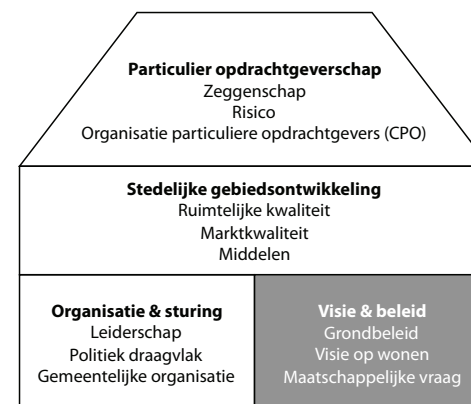 Particulier opdrachtgeverschap
Zeggenschap
Risico
Organisatie particuliere opdrachtgevers (CPO)
Stedelijke gebiedsontwikkeling
Ruimtelijke kwaliteit
Marktkwaliteit
Middelen
Organisatie & sturing
Leiderschap
Politiek draagvlak
Gemeentelijke organisatie
Visie & beleid
Grondbeleid
Visie op wonen
Maatschappelijke vraag